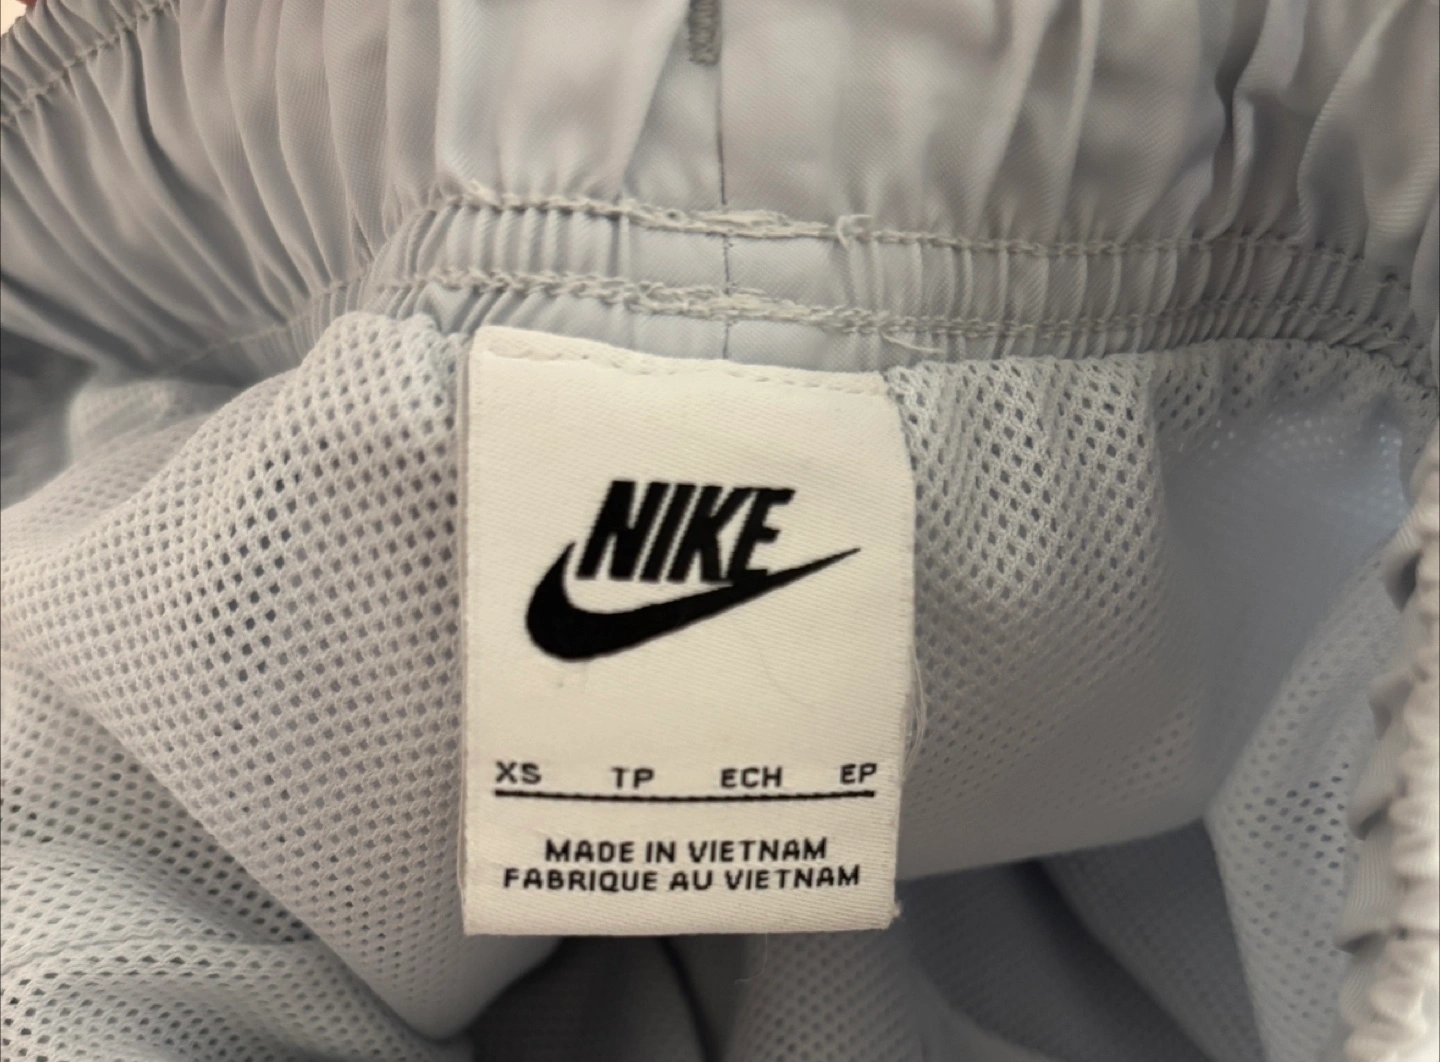 NIKE
XS TP ECH EP
MADE IN VIETNAM
FABRIQUE AU VIETNAM